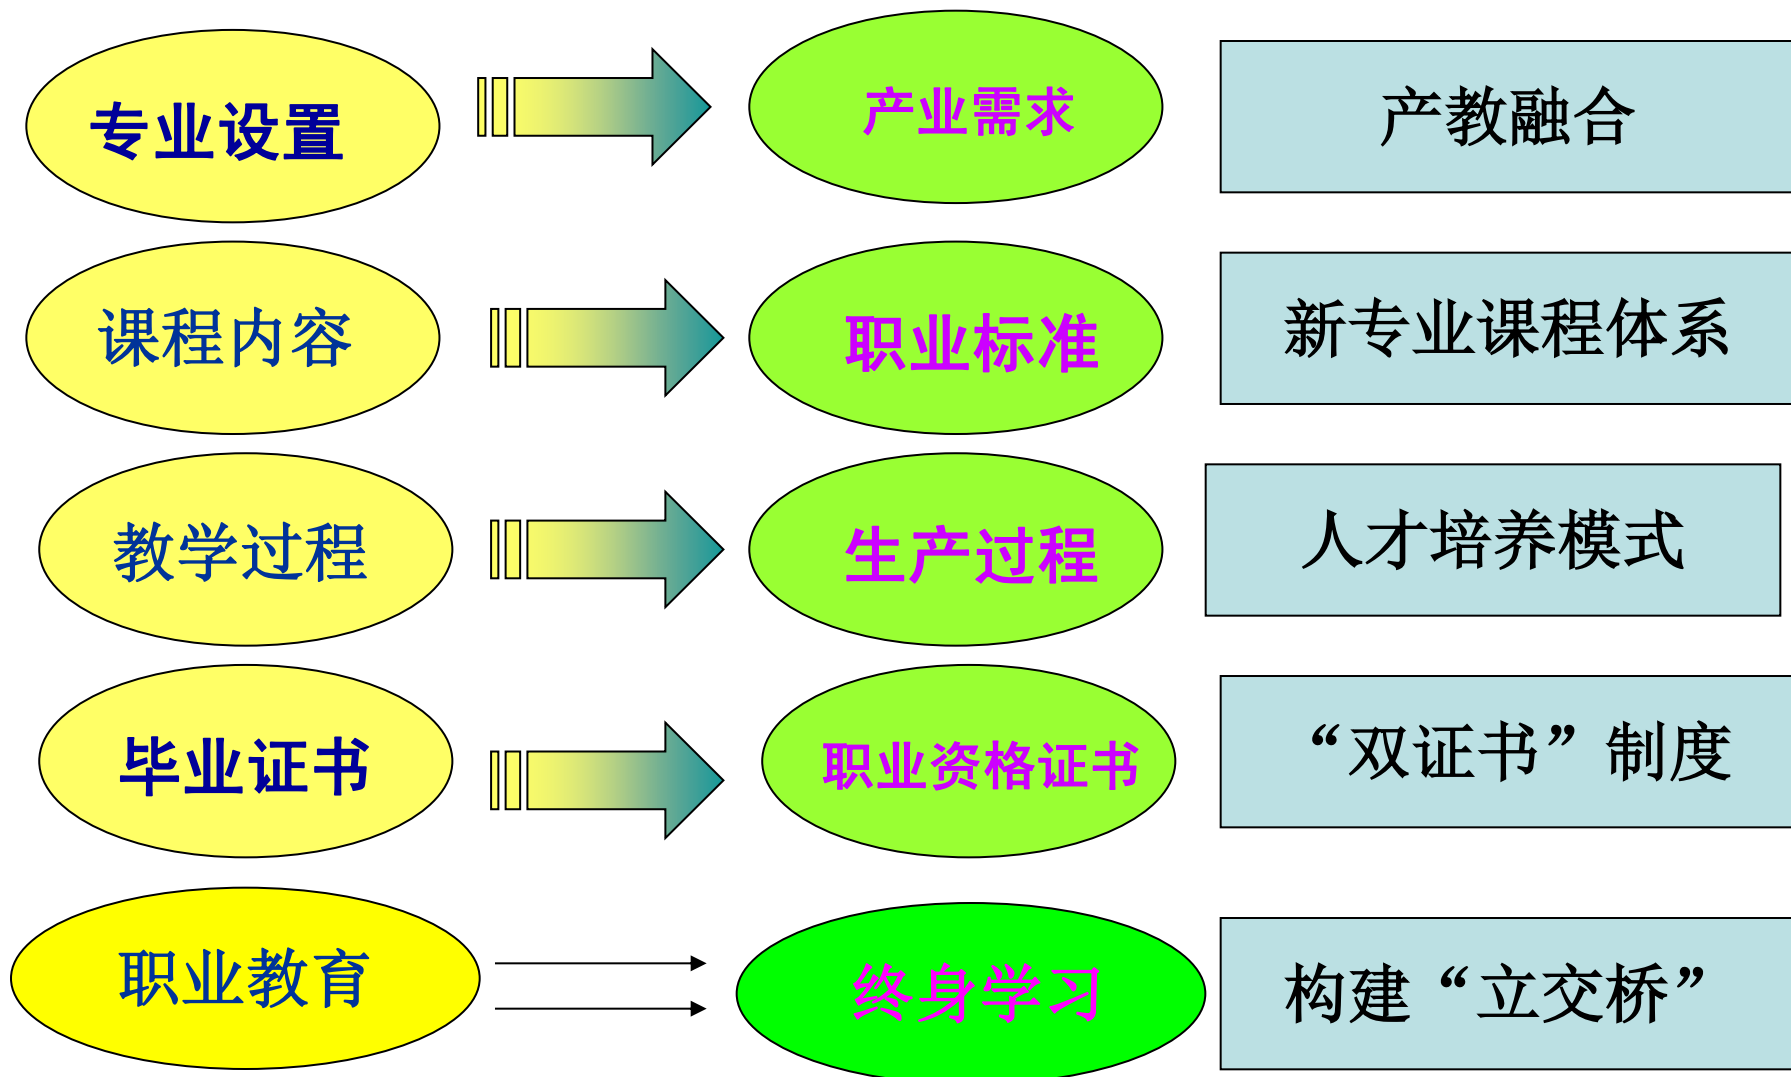 专业设置
产业需求
产教融合
课程内容
职业标准
新专业课程体系
教学过程
生产过程
人才培养模式
毕业证书
职业资格证书
“双证书”制度
职业教育
终身学习
构建“立交桥”